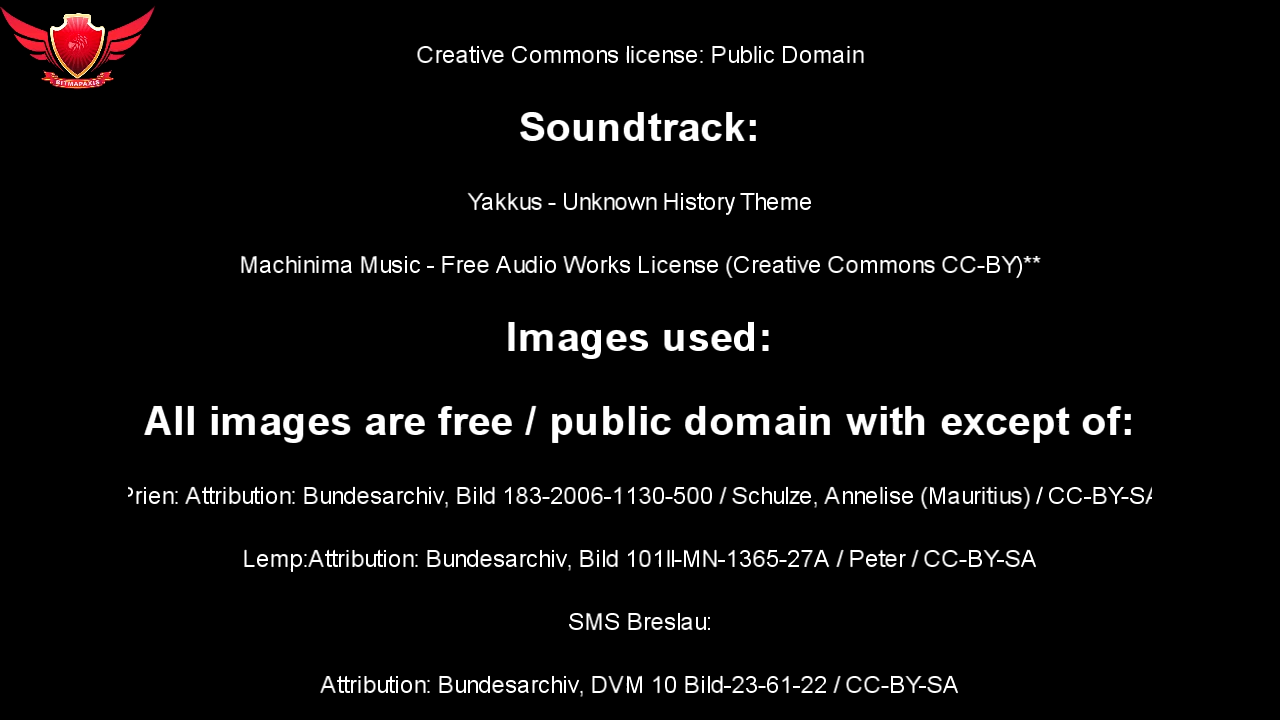 BITMAPAXIS
Creative Commons license: Public Domain
Soundtrack:
Yakkus - Unknown History Theme
Machinima Music - Free Audio Works License (Creative Commons CC-BY)**
Images used:
All images are free / public domain with except of:
Prien: Attribution: Bundesarchiv, Bild 183-2006-1130-500 / Schulze, Annelise (Mauritius) / CC-BY-SA
Lemp:Attribution: Bundesarchiv, Bild 101II-MN-1365-27A / Peter / CC-BY-SA
SMS Breslau:
Attribution: Bundesarchiv, DVM 10 Bild-23-61-22 / CC-BY-SA